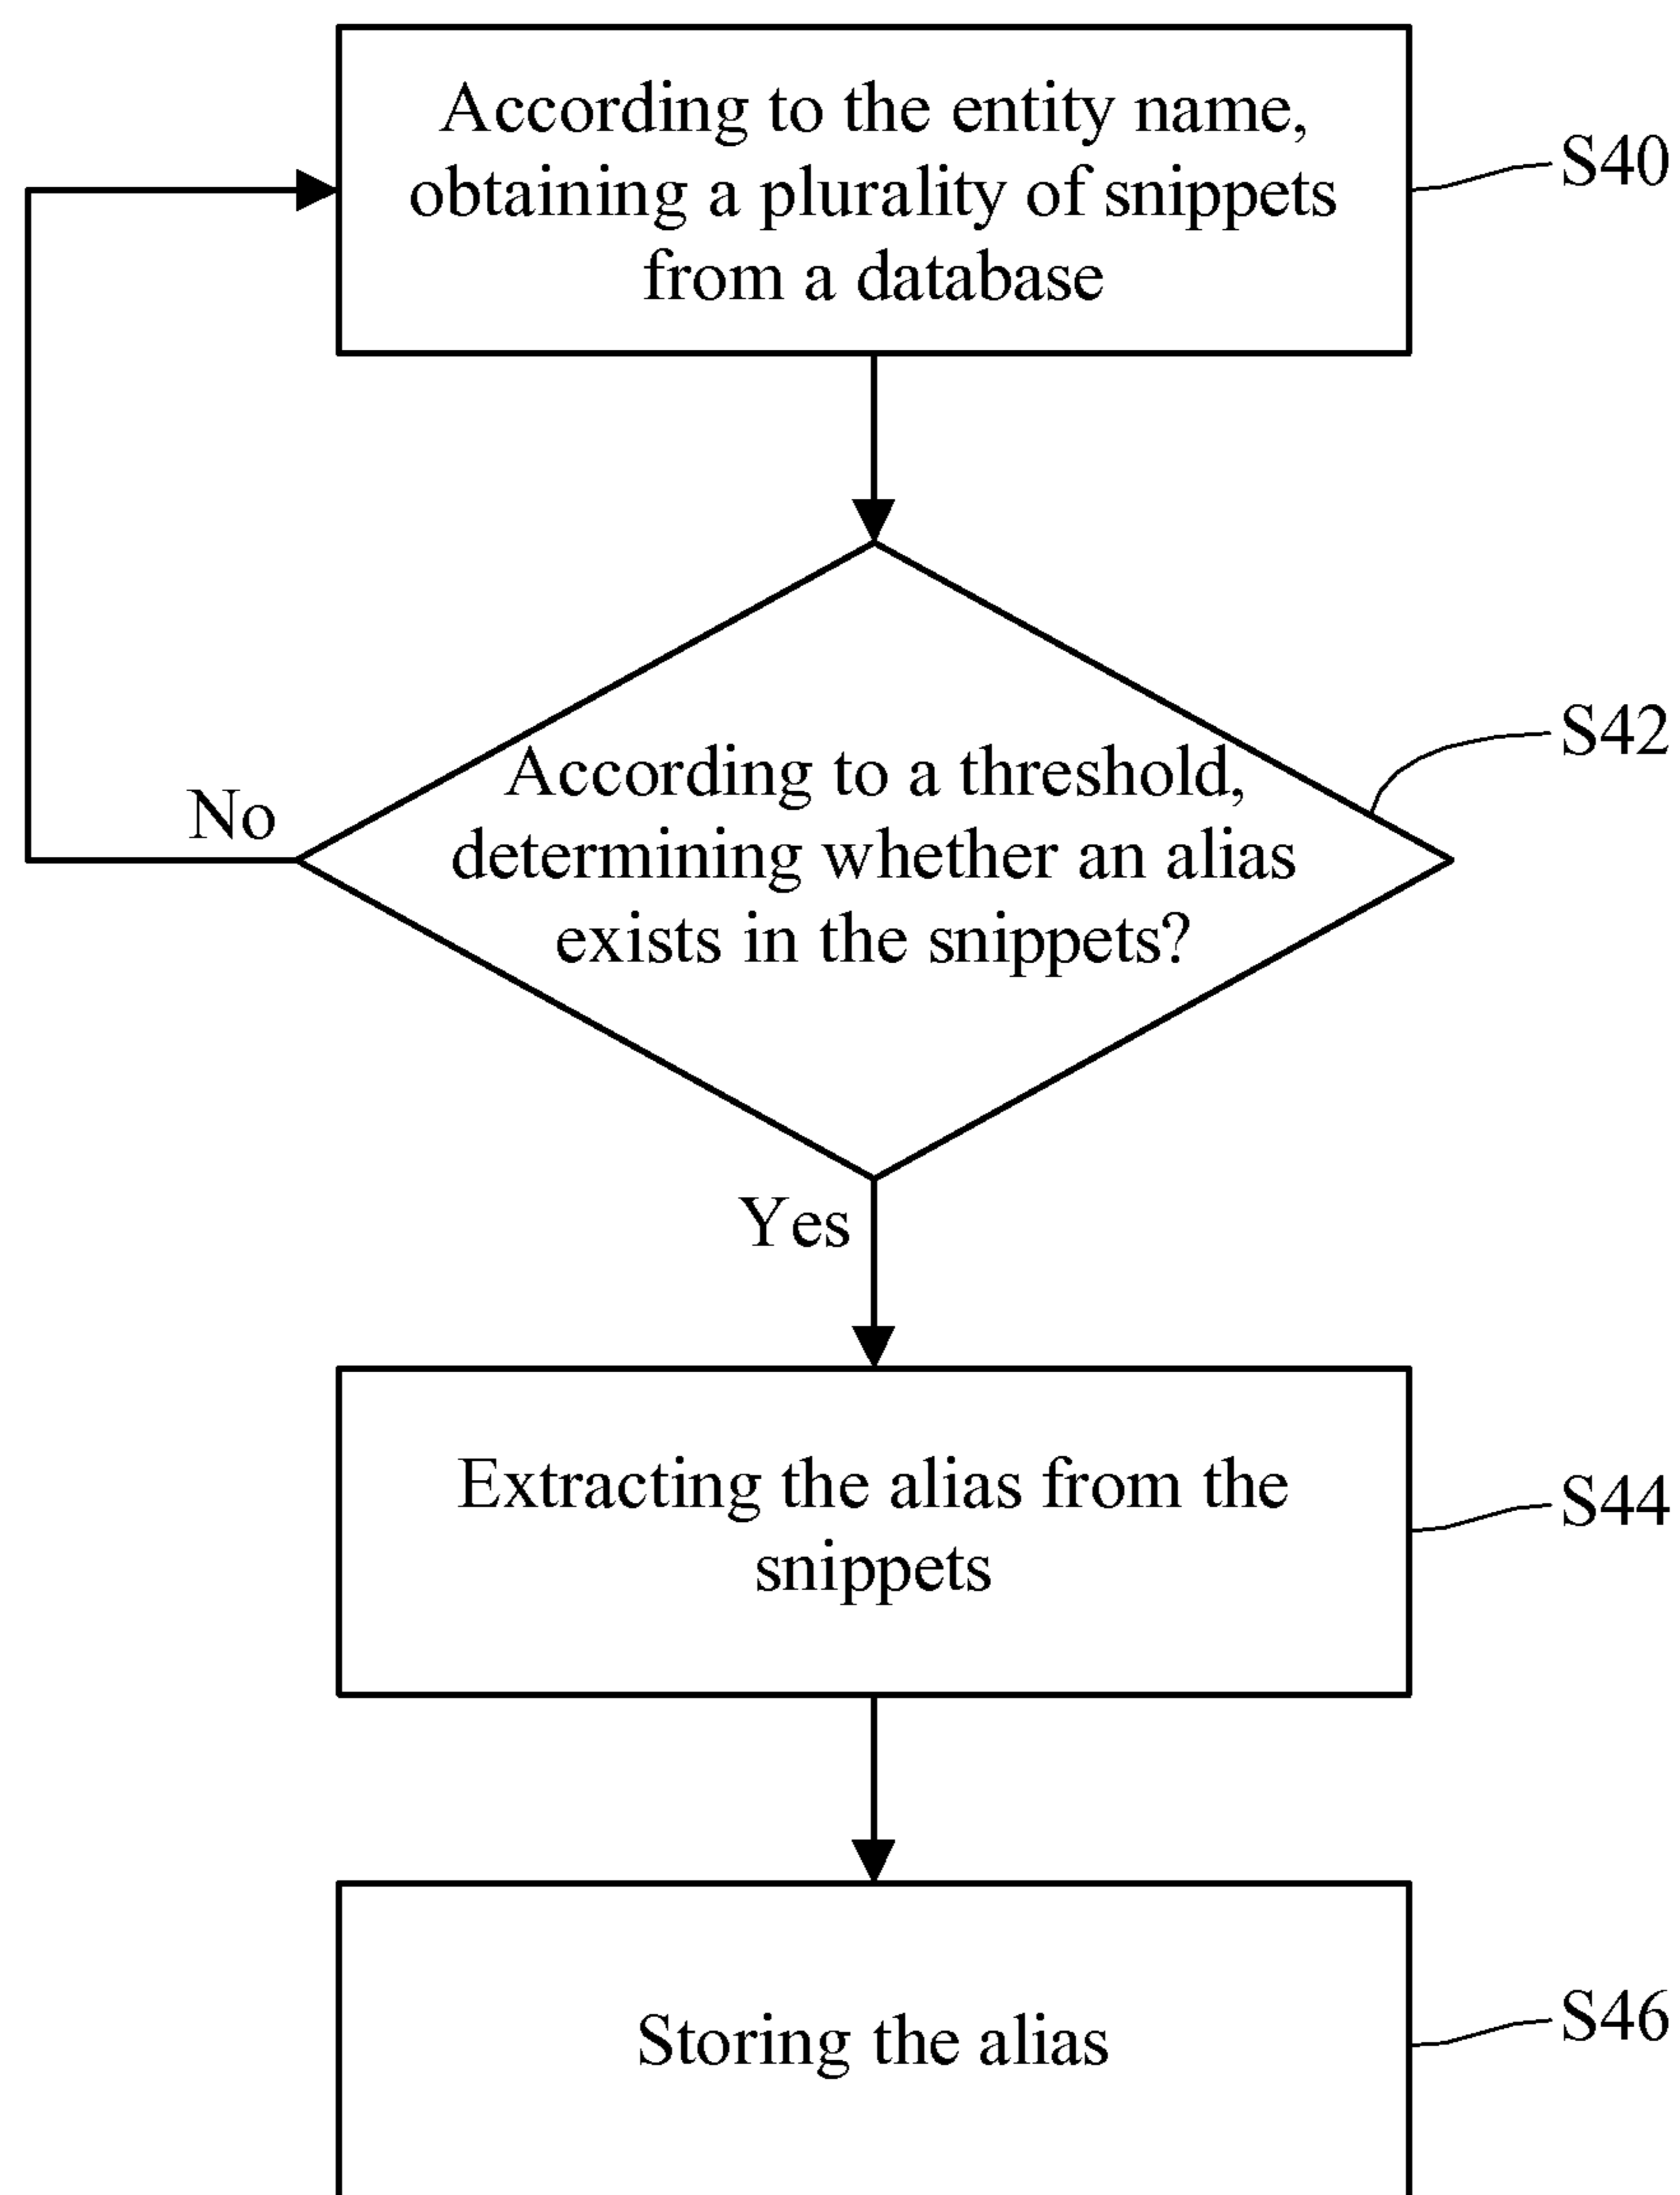 According to the entity name,
obtaining a plurality of snippets
from a database
S40
According to a threshold,
determining whether an alias
exists in the snippets?
S42
No
Yes
Extracting the alias from the
snippets
S44
Storing the alias
S46